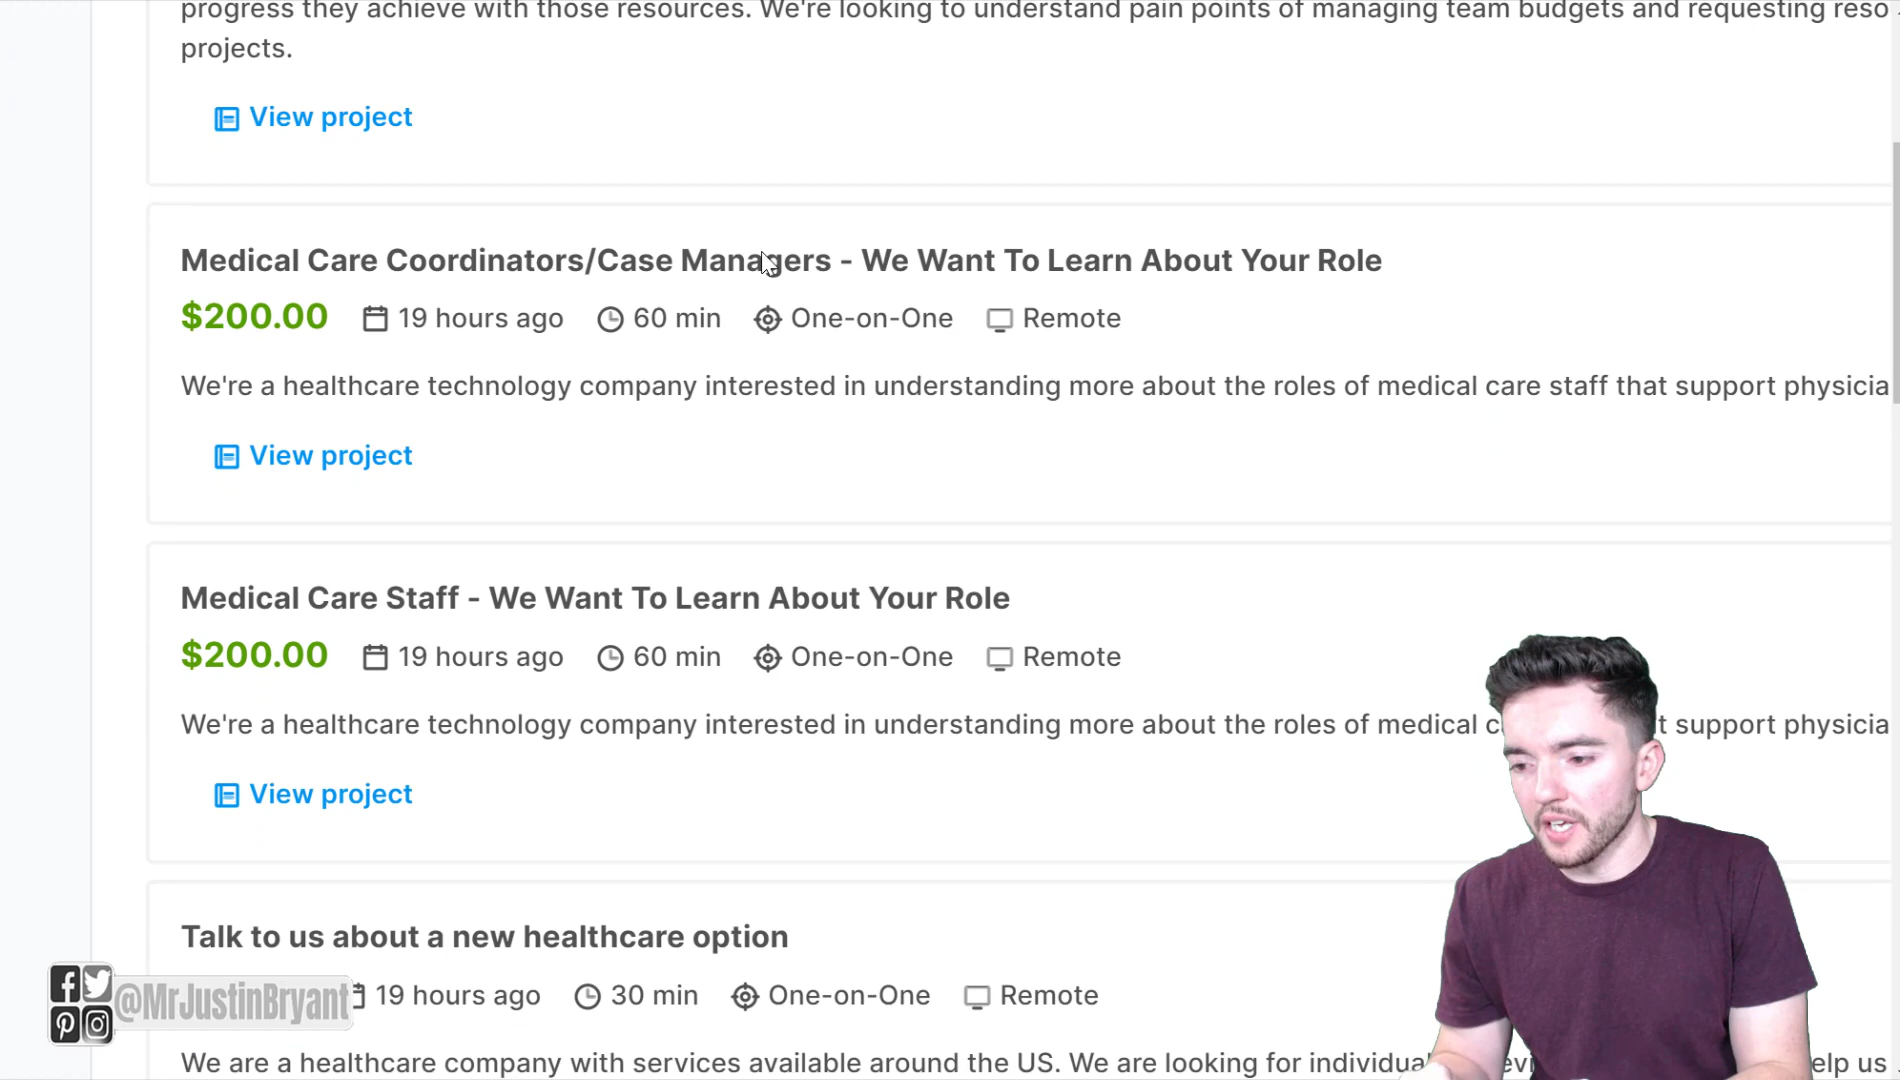 progress they achieve with those resources. We're looking to understand pain points of managing team budgets and requesting reso
projects.
View project
Medical Care Coordinators/Case Managers - We Want To Learn About Your Role
$200.00 19 hours ago 60 min One-on-One Remote
We're a healthcare technology company interested in understanding more about the roles of medical care staff that support physicia
View project
Medical Care Staff - We Want To Learn About Your Role
$200.00 19 hours ago 60 min One-on-One Remote
We're a healthcare technology company interested in understanding more about the roles of medical t support physicia
View project
Talk to us about a new healthcare option
@MrJustinBryant 19 hours ago 30 min One-on-One Remote
We are a healthcare company with services available around the US. We are looking for elp us